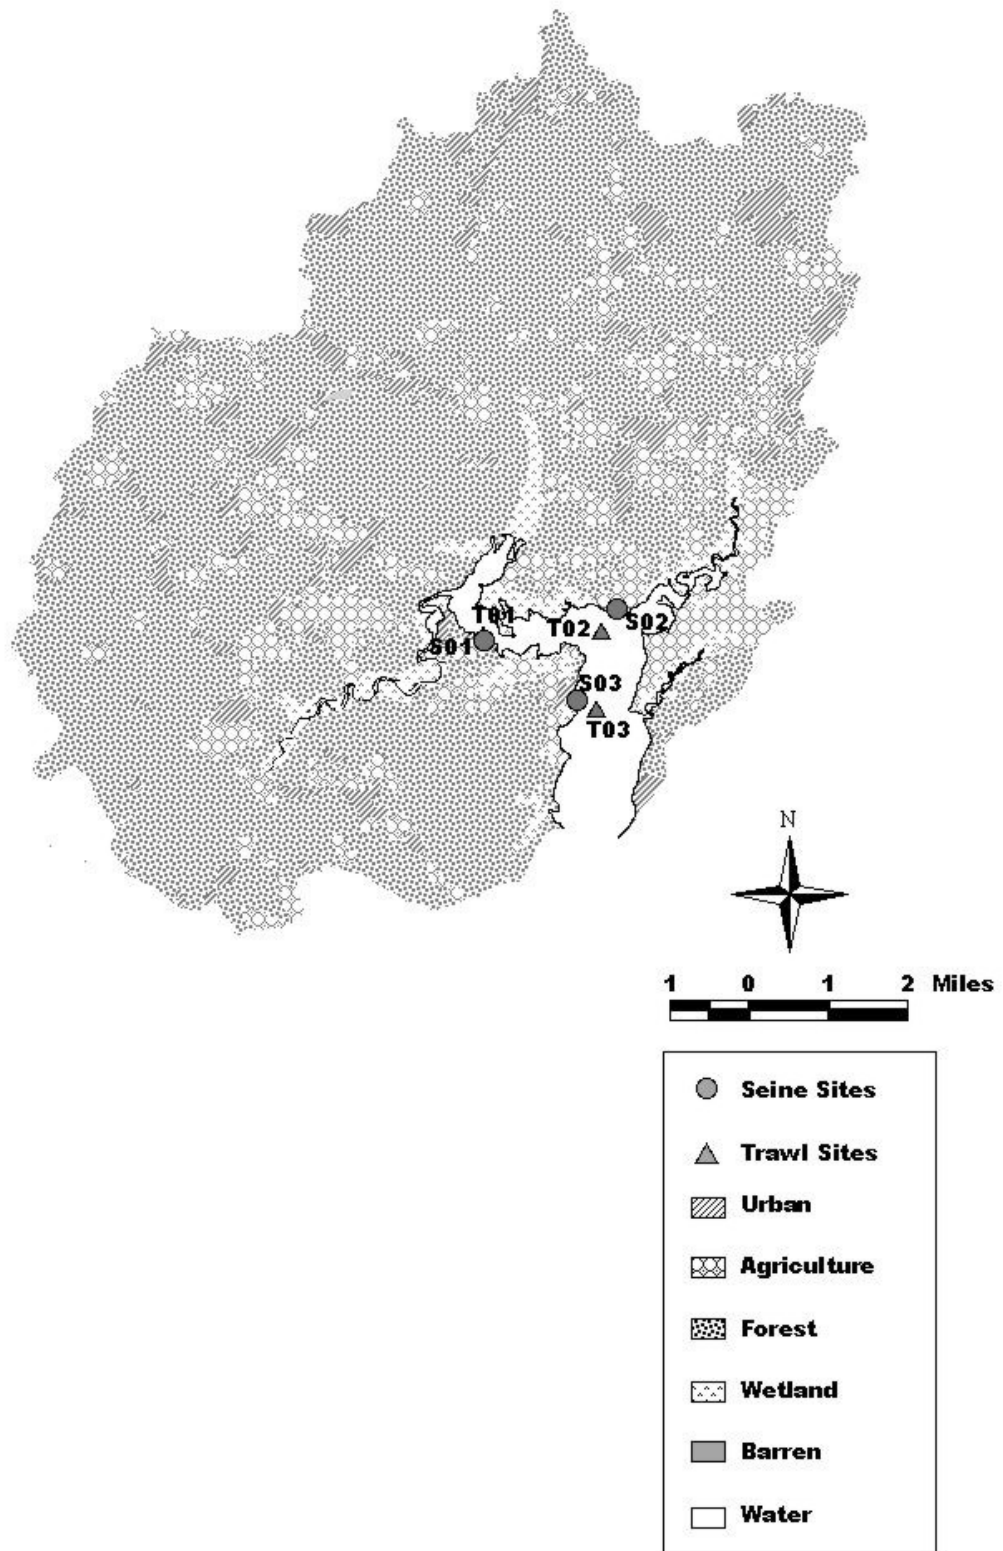 T01
T02
S02
S01
S03
T03
N
1 0 1 2 Miles
Seine Sites
Trawl Sites
Urban
Agriculture
Forest
Wetland
Barren
Water